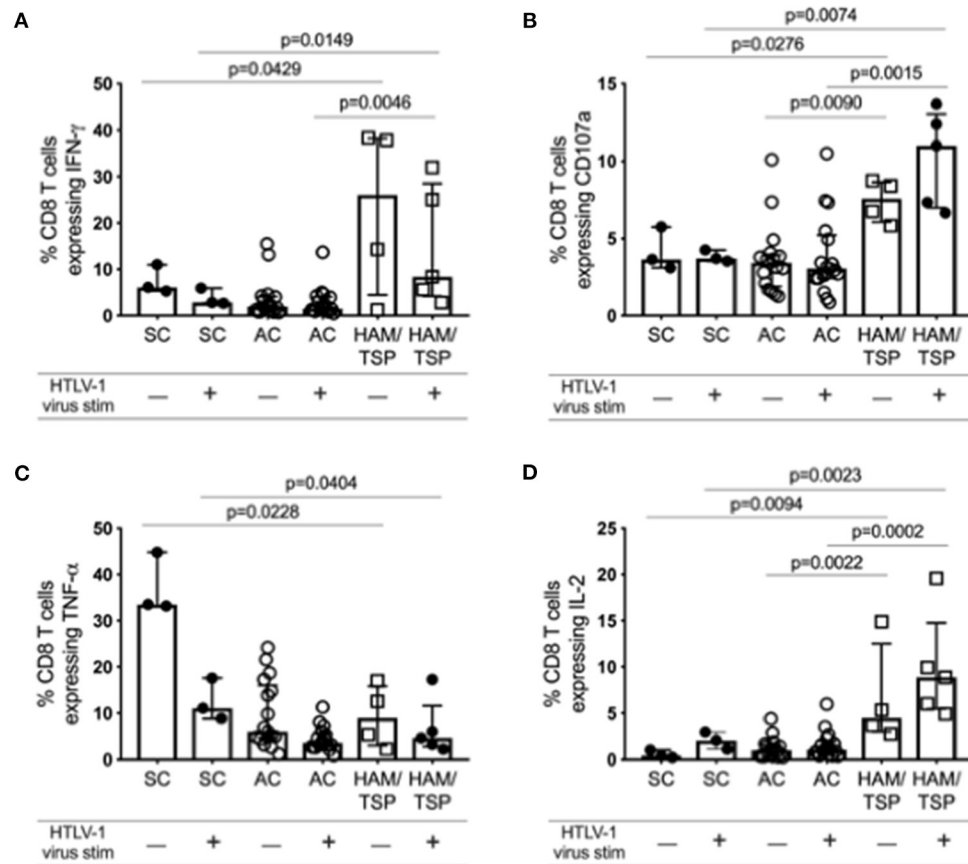 A
p=0.0149
p=0.0429
p=0.0046
% CD8 T cells
expressing IFN-γ
50
40
30
20
10
0
SC SC AC AC HAM/TSP HAM/TSP
HTLV-1
virus stim
— + — + — +
B
p=0.0074
p=0.0276
p=0.0015
p=0.0090
% CD8 T cells
expressing CD107a
15
10
5
0
SC SC AC AC HAM/TSP HAM/TSP
HTLV-1
virus stim
— + — + — +
C
p=0.0404
p=0.0228
% CD8 T cells
expressing TNF-α
50
40
30
20
10
0
SC SC AC AC HAM/TSP HAM/TSP
HTLV-1
virus stim
— + — + — +
D
p=0.0023
p=0.0094
p=0.0002
p=0.0022
% CD8 T cells
expressing IL-2
25
20
15
10
5
0
SC SC AC AC HAM/TSP HAM/TSP
HTLV-1
virus stim
— + — + — +